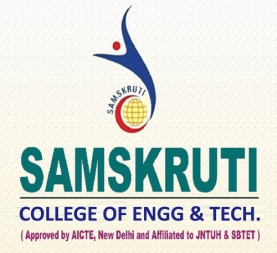 SAMSKRUTI
SAMSKRUTI
COLLEGE OF ENGG & TECH.
( Approved by AICTE, New Delhi and Affiliated to JNTUH & SBTET )